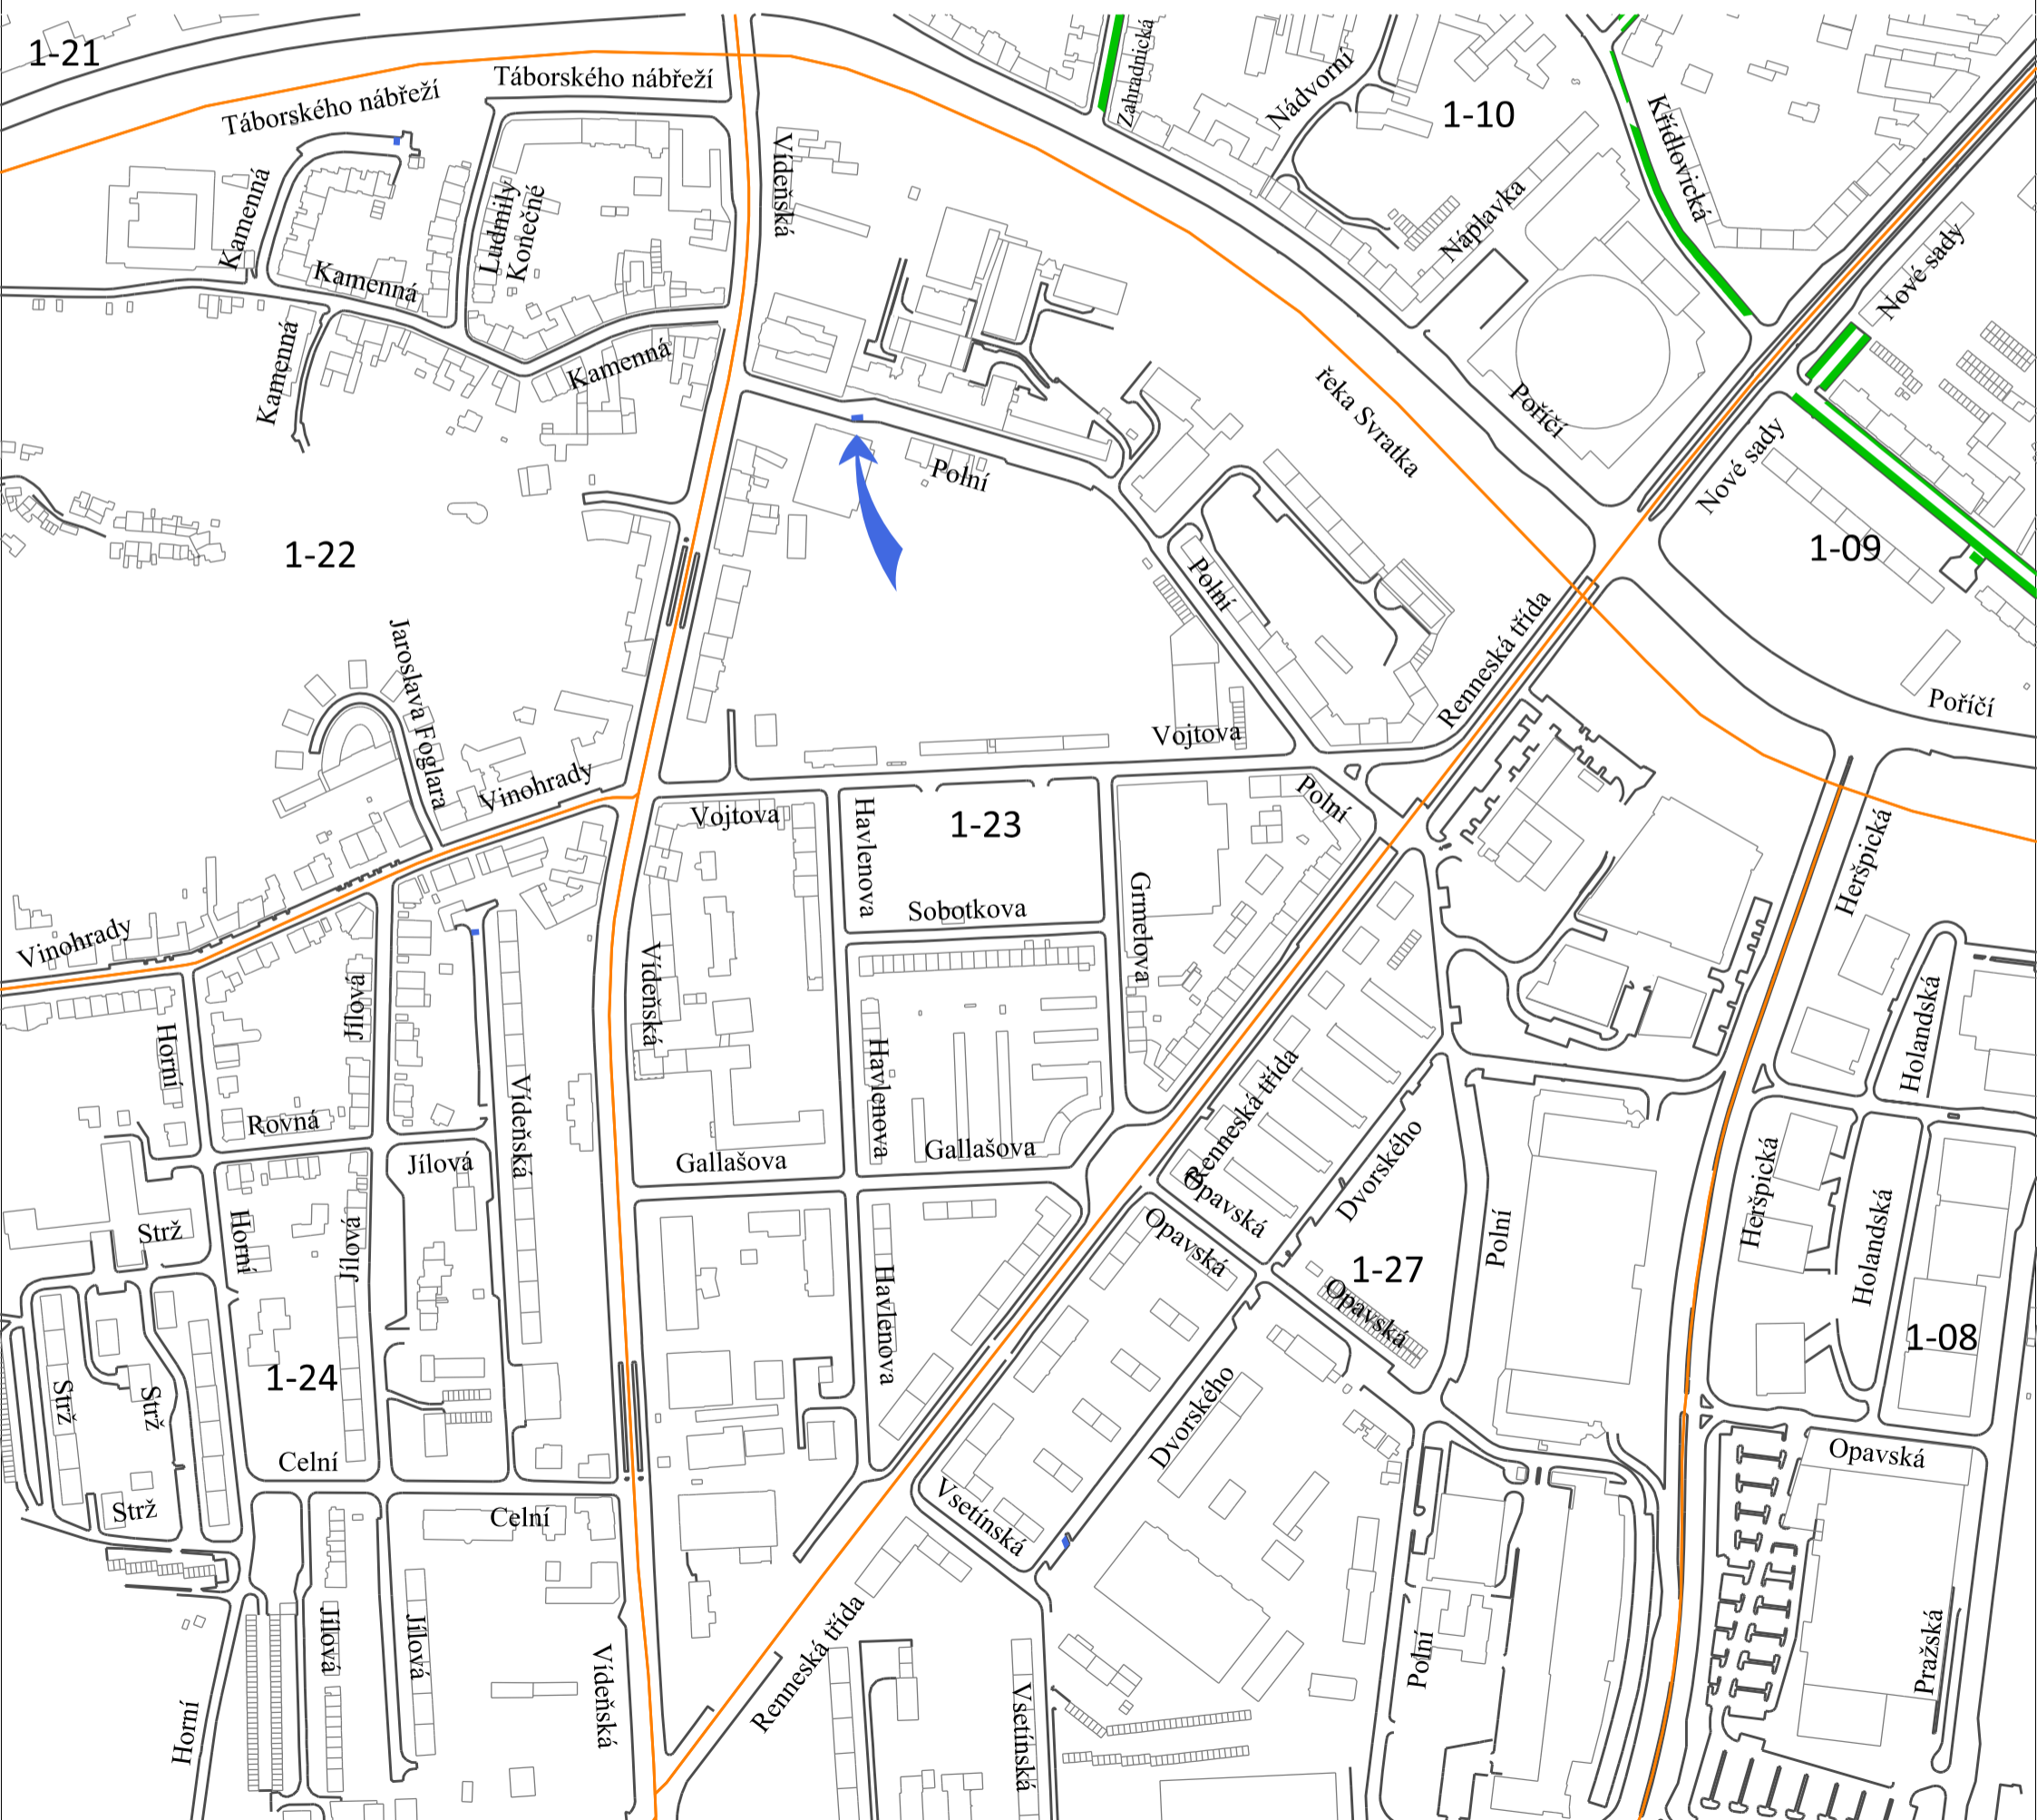 1-21
Táborského nábřeží
Táborského nábřeží
Zahradnická
Nádvorní
1-10
Křídlovická
Vídeňská
Kamenná
Ludmily
Konečné
Kamenná
Náplavka
Nové sady
Kamenná
Kamenná
řeka Svratka
Poříčí
Polní
Nové sady
1-22
1-09
Polní
Jaroslava Foglara
Renneská třída
Poříčí
Vojtova
Vinohrady
Vojtova
Havlenova
1-23
Polní
Heršpická
Sobotkova
Grmelova
Vinohrady
Vídeňská
Jílová
Horní
Holandská
Havlenova
Vídeňská
Renneská třída
Rovná
Jílová
Gallašova
Gallašova
Dvorského
Opavská
Heršpická
Strž
Horní
Jílová
Opavská
Polní
Holandská
1-27
Opavská
Havlenova
1-08
1-24
Strž
Strž
Dvorského
Celní
Opavská
Strž
Celní
Vsetínská
Jílová
Jílová
Vídeňská
Renneská třída
Polní
Pražská
Horní
Vsetínská